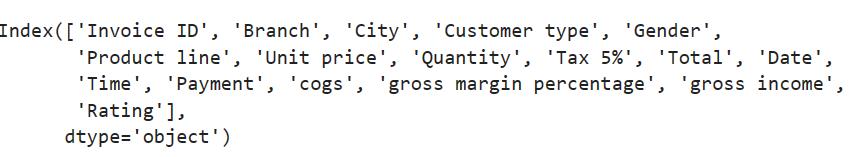 Index(['Invoice ID', 'Branch', 'City', 'Customer type', 'Gender',
'Product line', 'Unit price', 'Quantity', 'Tax 5%', 'Total', 'Date',
'Time', 'Payment', 'cogs', 'gross margin percentage', 'gross income',
'Rating'],
dtype='object')